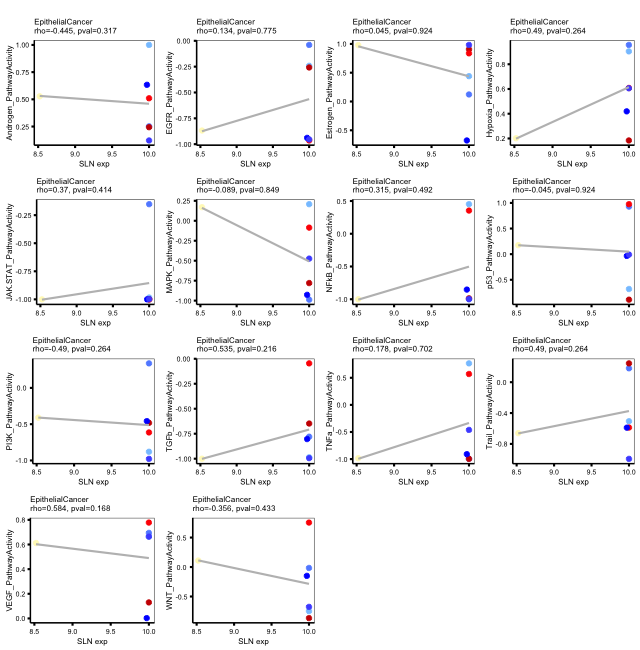 EpithelialCancer
rho=-0.445, pval=0.317
Androgen_PathwayActivity
1.00
0.75
0.50
0.25
8.5 9.0 9.5 10.0
SLN exp
EpithelialCancer
rho=0.134, pval=0.775
EGFR_PathwayActivity
0.00
-0.25
-0.50
-0.75
-1.00
8.5 9.0 9.5 10.0
SLN exp
EpithelialCancer
rho=0.045, pval=0.924
Estrogen_PathwayActivity
1.0
0.5
0.0
-0.5
8.5 9.0 9.5 10.0
SLN exp
EpithelialCancer
rho=0.49, pval=0.264
Hypoxia_PathwayActivity
0.8
0.6
0.4
0.2
8.5 9.0 9.5 10.0
SLN exp
EpithelialCancer
rho=0.37, pval=0.414
JAK-STAT_PathwayActivity
-0.25
-0.50
-0.75
-1.00
8.5 9.0 9.5 10.0
SLN exp
EpithelialCancer
rho=-0.089, pval=0.849
MAPK_PathwayActivity
0.25
0.00
-0.25
-0.50
-0.75
-1.00
8.5 9.0 9.5 10.0
SLN exp
EpithelialCancer
rho=0.315, pval=0.492
NFkB_PathwayActivity
0.5
0.0
-0.5
-1.0
8.5 9.0 9.5 10.0
SLN exp
EpithelialCancer
rho=-0.045, pval=0.924
p53_PathwayActivity
1.0
0.5
0.0
-0.5
8.5 9.0 9.5 10.0
SLN exp
EpithelialCancer
rho=-0.49, pval=0.264
PI3K_PathwayActivity
0.0
-0.5
-1.0
8.5 9.0 9.5 10.0
SLN exp
EpithelialCancer
rho=0.535, pval=0.216
TGFb_PathwayActivity
0.00
-0.25
-0.50
-0.75
-1.00
8.5 9.0 9.5 10.0
SLN exp
EpithelialCancer
rho=0.178, pval=0.702
TNFa_PathwayActivity
0.5
0.0
-0.5
-1.0
8.5 9.0 9.5 10.0
SLN exp
EpithelialCancer
rho=0.49, pval=0.264
Trail_PathwayActivity
0.0
-0.4
-0.8
8.5 9.0 9.5 10.0
SLN exp
EpithelialCancer
rho=0.584, pval=0.168
VEGF_PathwayActivity
0.8
0.6
0.4
0.2
0.0
8.5 9.0 9.5 10.0
SLN exp
EpithelialCancer
rho=-0.356, pval=0.433
WNT_PathwayActivity
0.5
0.0
-0.5
8.5 9.0 9.5 10.0
SLN exp